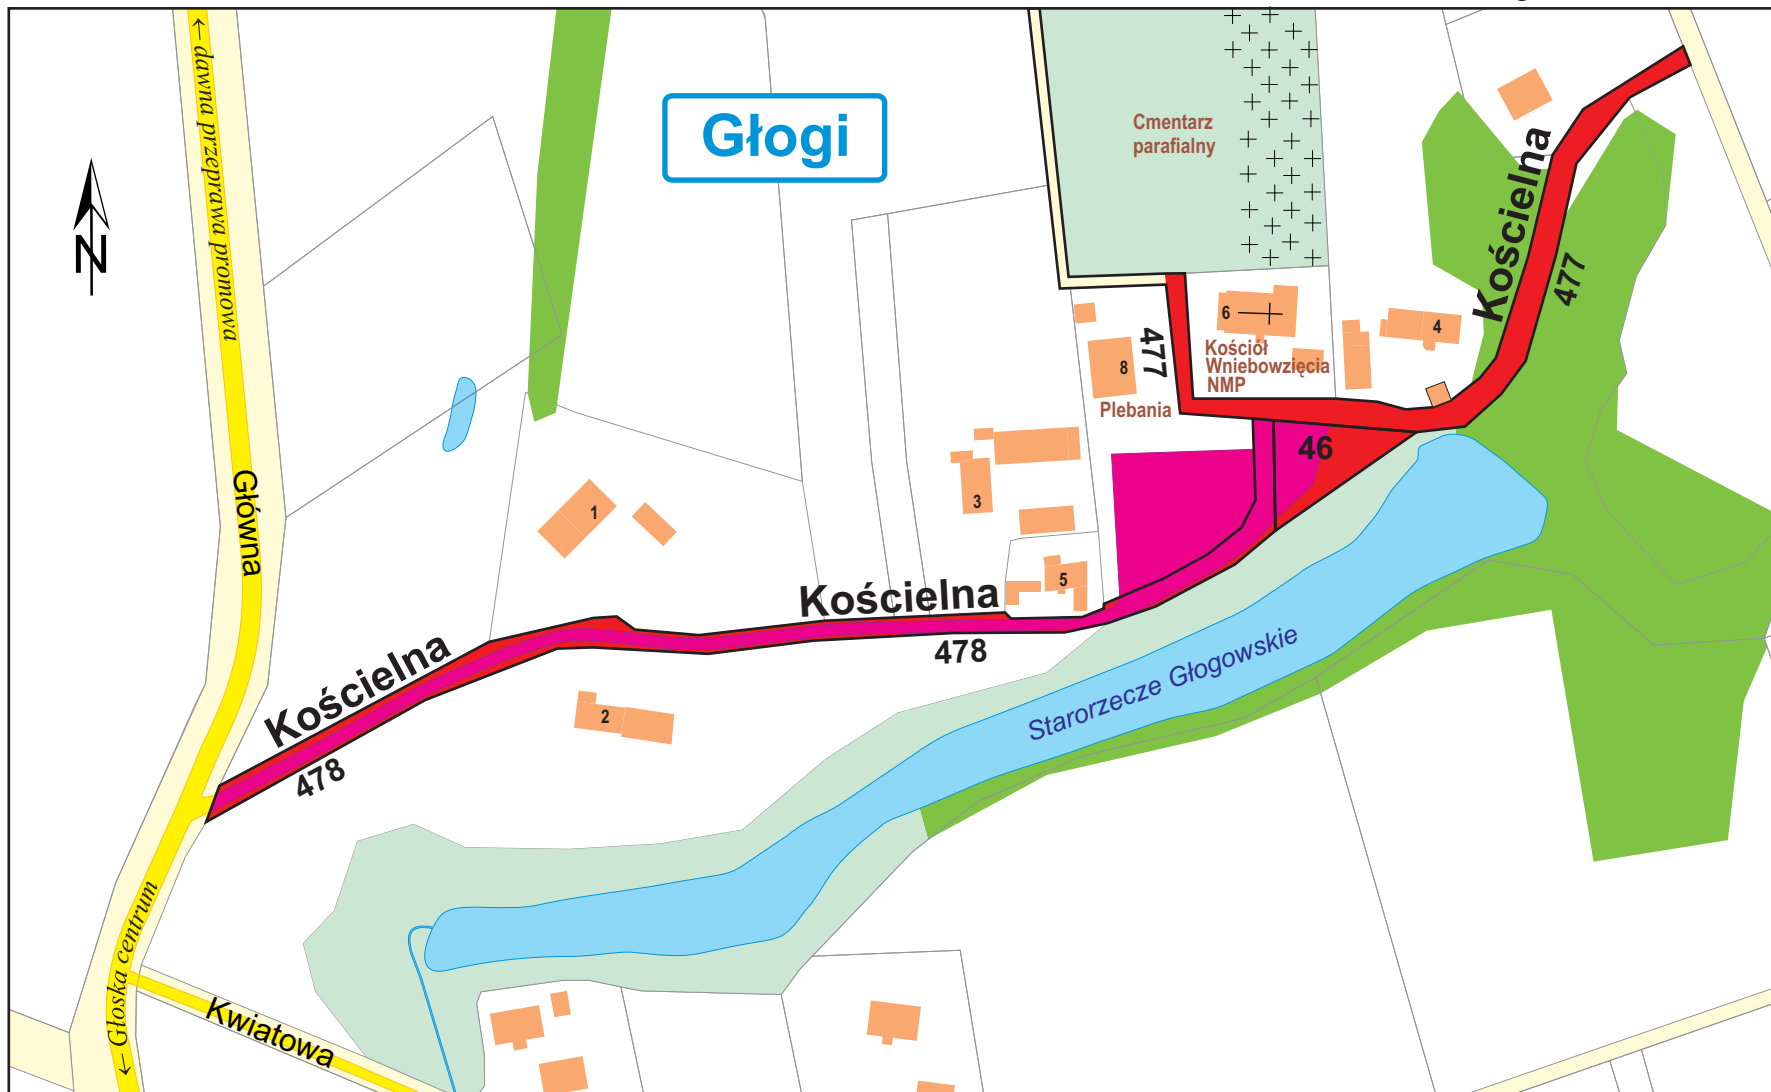 ← dawna przeprawa promowa
Głogi
Cmentarz
parafialny
N
Kościelna
477
6
4
Kościół
Wniebowzięcia
NMP
477
8
Plebania
46
Główna
1
3
5
Kościelna
478
Kościelna
478
2
Starorzecze Głogowskie
← Głoska centrum
Kwiatowa